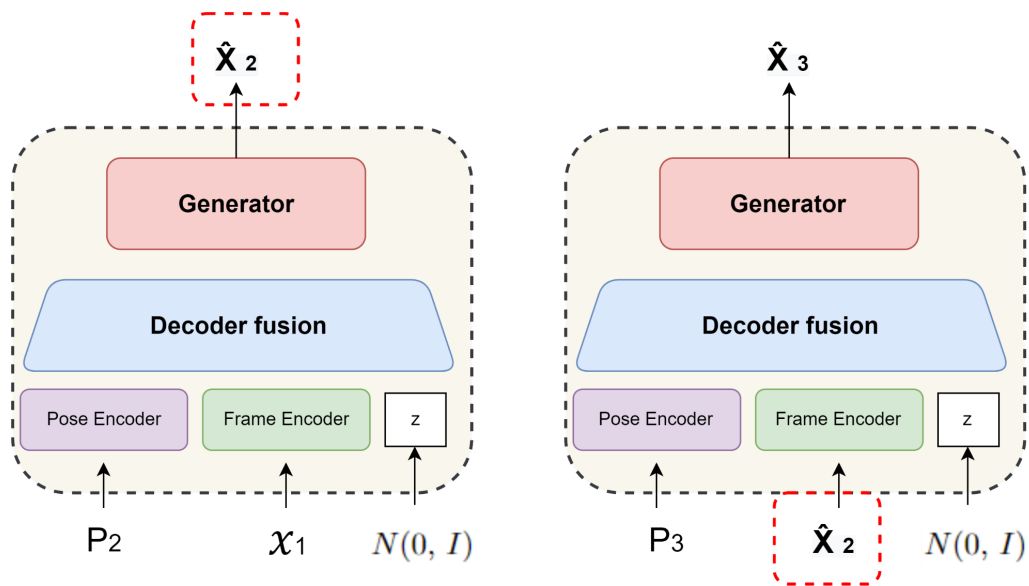 X̂ 2
Generator
Decoder fusion
Pose Encoder
Frame Encoder
z
P2
x1
N(0, I)
X̂ 3
Generator
Decoder fusion
Pose Encoder
Frame Encoder
z
P3
X̂ 2
N(0, I)